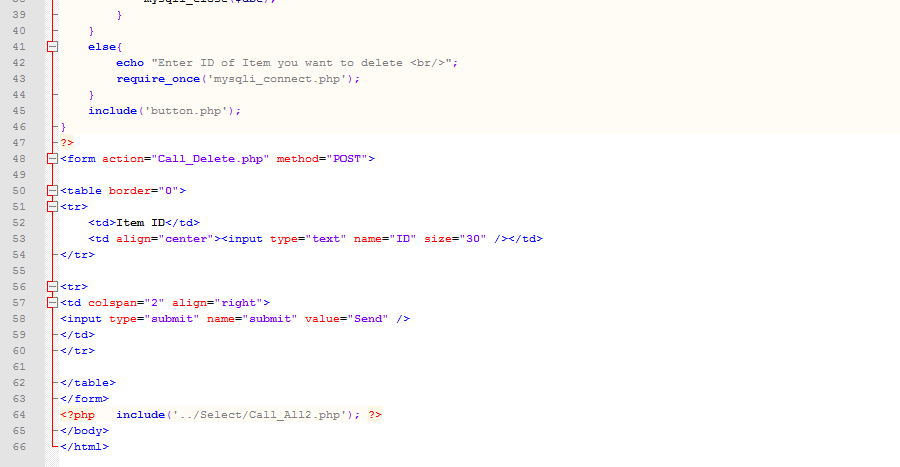 39 }
40 }
41 else{
42 echo "Enter ID of Item you want to delete <br/>";
43 require_once('mysqli_connect.php');
44 }
45 include('button.php');
46 }
47 ?>
48 <form action="Call_Delete.php" method="POST">
49
50 <table border="0">
51 <tr>
52 <td>Item ID</td>
53 <td align="center"><input type="text" name="ID" size="30" /></td>
54 </tr>
55
56 <tr>
57 <td colspan="2" align="right">
58 <input type="submit" name="submit" value="Send" />
59 </td>
60 </tr>
61
62 </table>
63 </form>
64 <?php include('../Select/Call_All2.php'); ?>
65 </body>
66 </html>